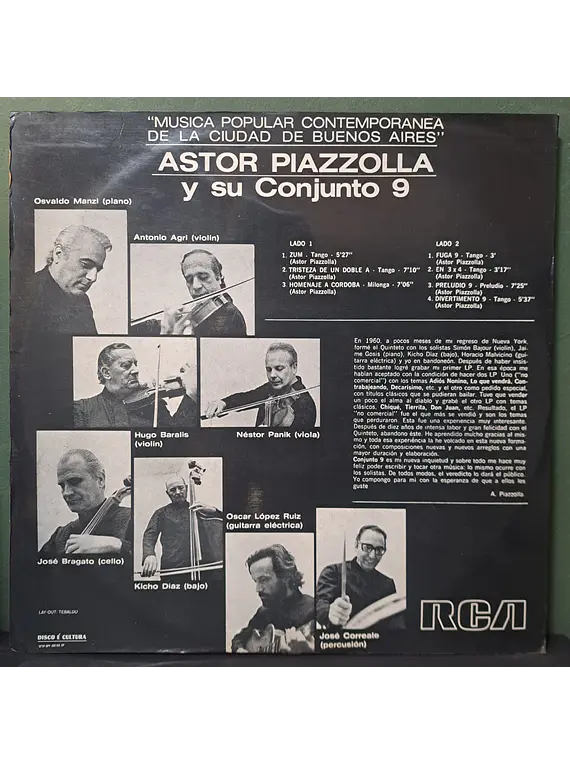 "MUSICA POPULAR CONTEMPORANEA
DE LA CIUDAD DE BUENOS AIRES"
ASTOR PIAZZOLLA
y su Conjunto 9
Osvaldo Manzi (piano)
Antonio Agri (violin)
LADO 1
1. ZUM - Tango - 5'27"
(Astor Piazzolla)
2. TRISTEZA DE UN DOBLE A - Tango - 7'10"
(Astor Piazzolla)
3. HOMENAJE A CORDOBA - Milonga - 7'06"
(Astor Piazzolla)
LADO 2
1. FUGA 9 - Tango - 3'
(Astor Piazzolla)
2. EN 3 x 4 - Tango - 3'17"
(Astor Piazzolla)
3. PRELUDIO 9 - Preludio - 7'25"
(Astor Piazzolla)
4. DIVERTIMENTO 9 - Tango - 5'37"
(Astor Piazzolla)
En 1960, a pocos meses de mi regreso de Nueva York,
formé el Quinteto con los solistas Simón Bajour (violín), Jai-
me Gosis (piano), Kicho Díaz (bajo), Horacio Malvicino (gui-
tarra eléctrica) y yo en bandoneón. Después de haber insis-
tido bastante logré grabar mi primer LP. En esa época me
habían aceptado con la condición de hacer dos LP. Uno ("no
comercial") con los temas Adiós Nonino, Lo que vendrá, Con-
trabajeando, Decarísimo, etc. y el otro como pedido especial,
con títulos clásicos que se pudieran bailar. Tuve que vender
un poco el alma al diablo y grabé el otro LP con temas
clásicos. Chiqué, Tierrita, Don Juan, etc. Resultado, el LP
"no comercial" fue el que más se vendió y son los temas
que perduraron. Esta fue una experiencia muy interesante.
Después de diez años de intensa labor y gran felicidad con el
Quinteto, abandono éste. He aprendido mucho gracias al mis-
mo y toda esa experiencia la he volcado en esta nueva forma-
ción, con composiciones nuevas y nuevos arreglos con una
mayor duración y elaboración.
Conjunto 9 es mi nueva inquietud y sobre todo me hace muy
feliz poder escribir y tocar otra música: lo mismo ocurre con
los solistas. De todos modos, el veredicto lo dará el público.
Yo compongo para mí con la esperanza de que a ellos les
guste
A. Piazzolla
Hugo Baralis
(violin)
Néstor Panik (viola)
José Bragato (cello)
Kicho Díaz (bajo)
Oscar López Ruiz
(guitarra eléctrica)
José Correale
(percusión)
LAY-OUT: TEBALDU
DISCO É CULTURA
RCA